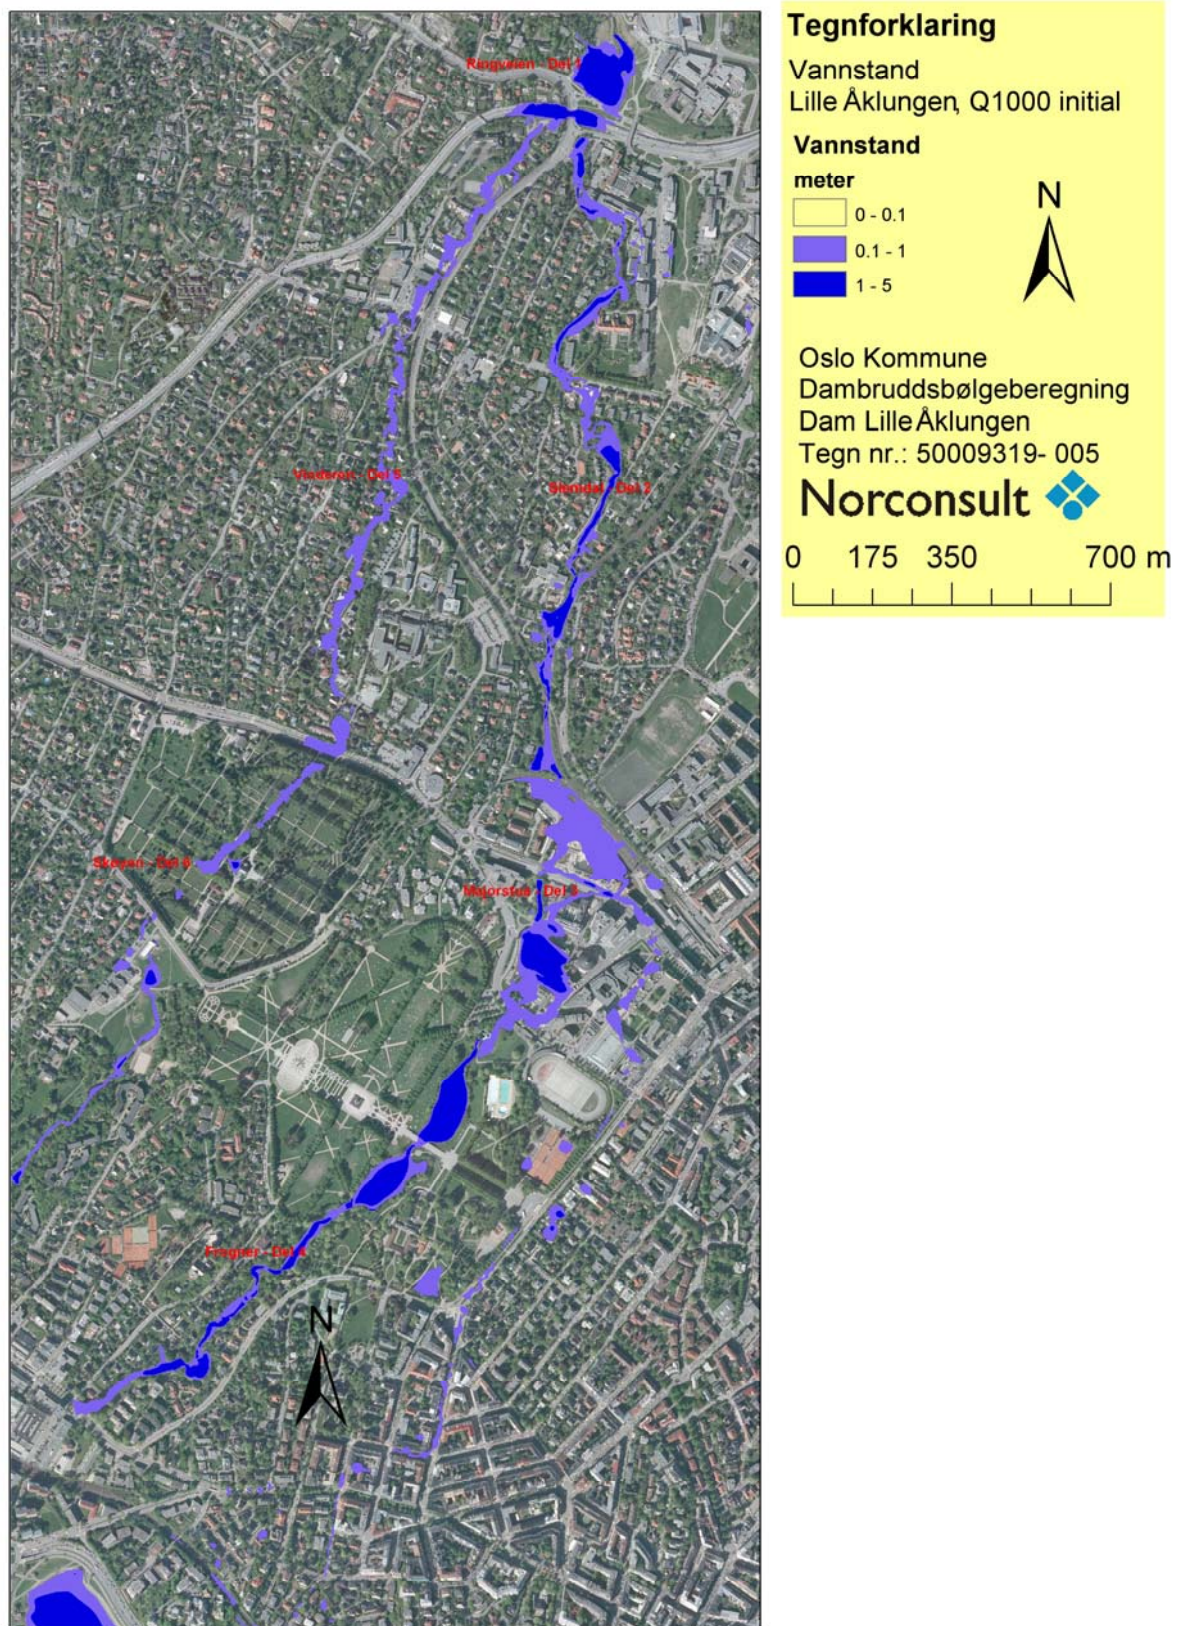 Ringveien - Del 1
Vinderen - Del 5
Slemdal - Del 2
Skøyen - Del 6
Majorstua - Del 3
Frogner - Del 4
N
Tegnforklaring
Vannstand
Lille Åklungen, Q1000 initial
Vannstand
meter
0 - 0.1
0.1 - 1
1 - 5
N
Oslo Kommune
Dambruddsbølgeberegning
Dam Lille Åklungen
Tegn nr.: 50009319- 005
Norconsult
0 175 350 700 m